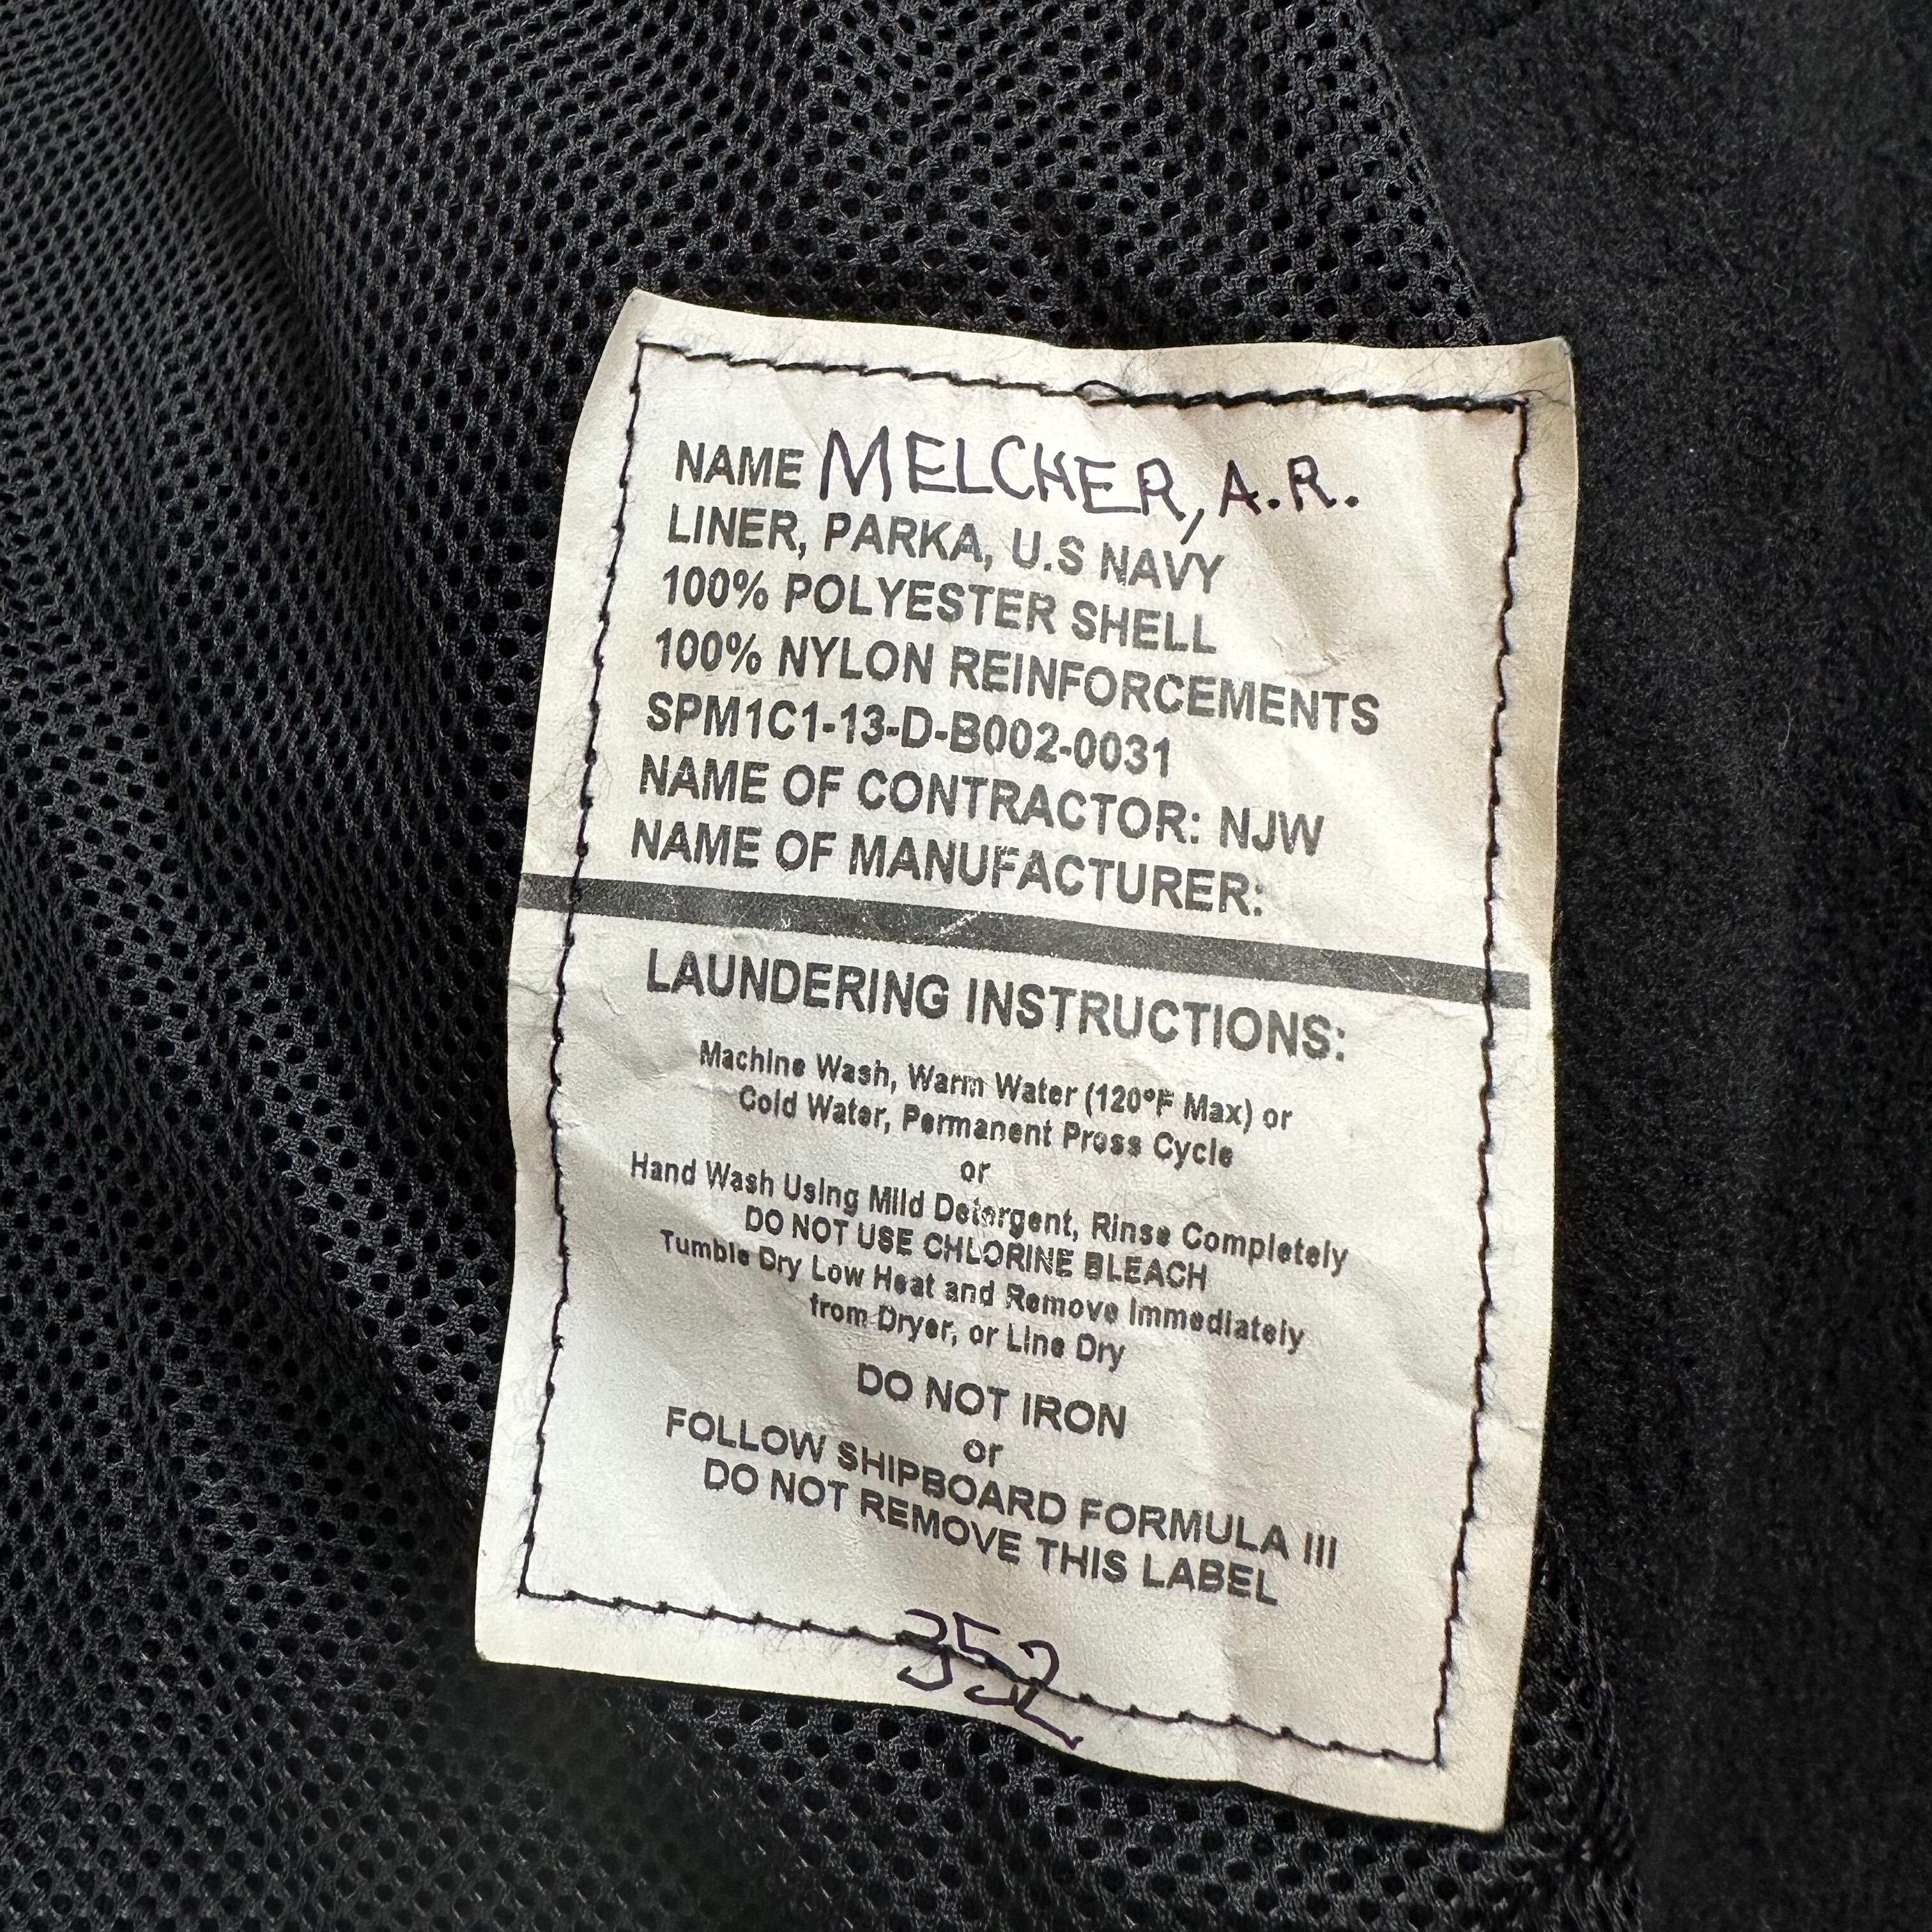 NAME MELCHER, A.R.
LINER, PARKA, U.S NAVY
100% POLYESTER SHELL
100% NYLON REINFORCEMENTS
SPM1C1-13-D-B002-0031
NAME OF CONTRACTOR: NJW
NAME OF MANUFACTURER:
LAUNDERING INSTRUCTIONS:
Machine Wash, Warm Water (120°F Max) or
Cold Water, Permanent Press Cycle
or
Hand Wash Using Mild Detergent, Rinse Completely
DO NOT USE CHLORINE BLEACH
Tumble Dry Low Heat and Remove Immediately
from Dryer, or Line Dry
DO NOT IRON
or
FOLLOW SHIPBOARD FORMULA III
DO NOT REMOVE THIS LABEL
352